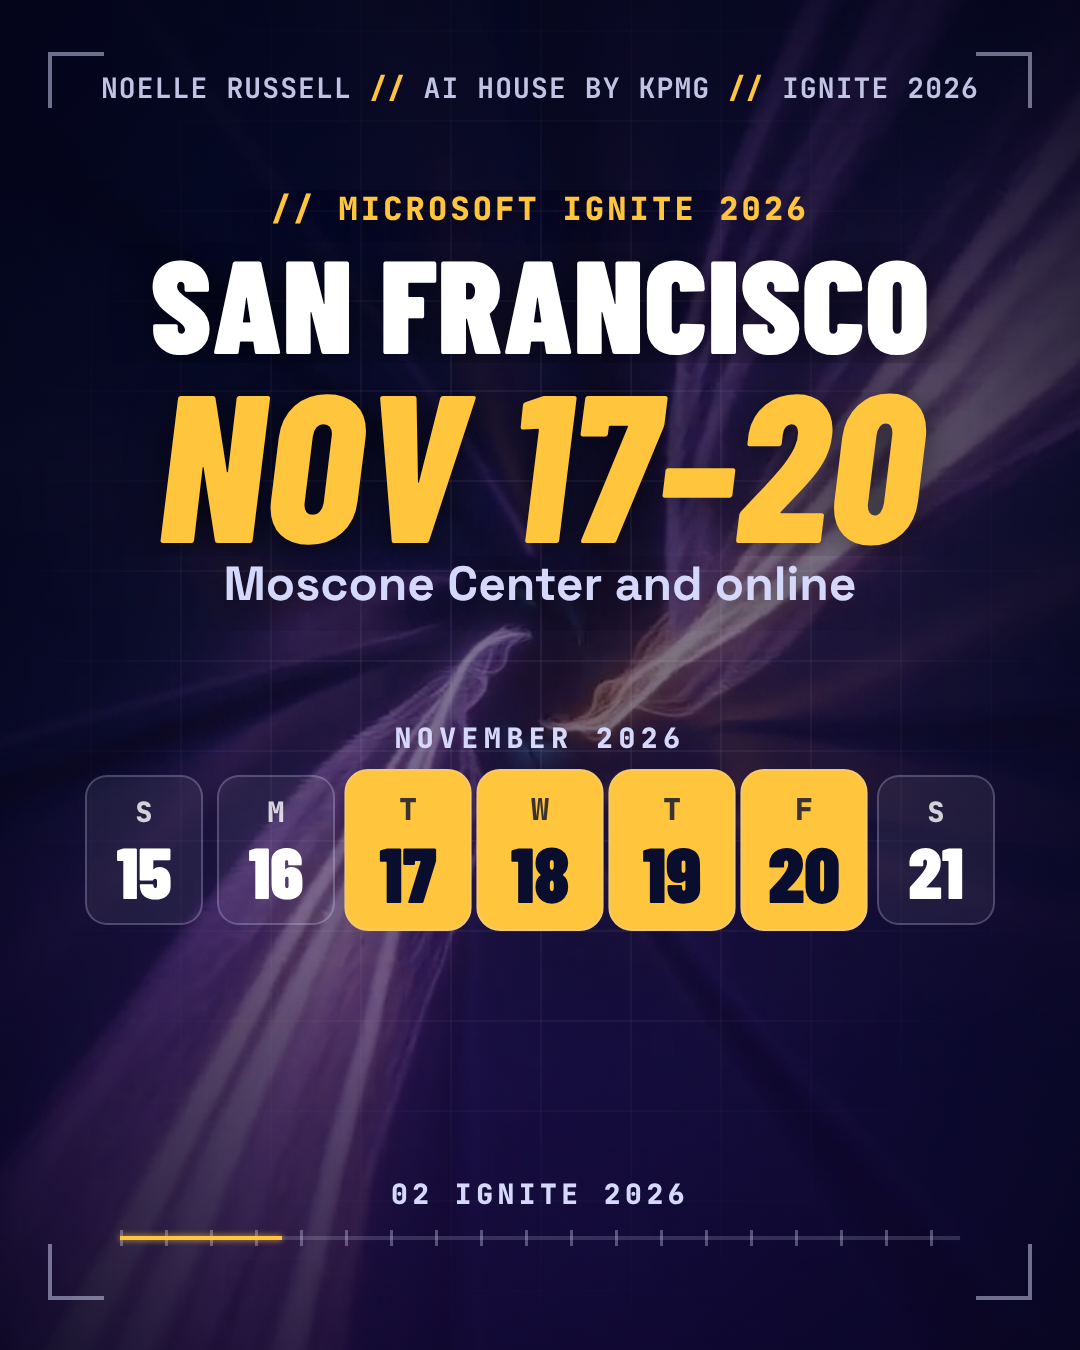 NOELLE RUSSELL // AI HOUSE BY KPMG // IGNITE 2026
// MICROSOFT IGNITE 2026
SAN FRANCISCO
NOV 17–20
Moscone Center and online
NOVEMBER 2026
S M T W T F S
15 16 17 18 19 20 21
02 IGNITE 2026